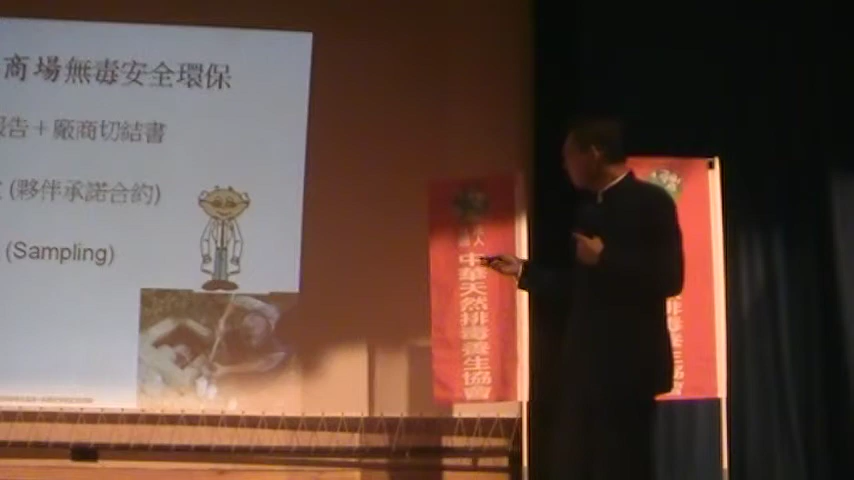 商場無毒安全環保
告＋廠商切結書
(夥伴承諾合約)
(Sampling)
中華天然排毒養生協會